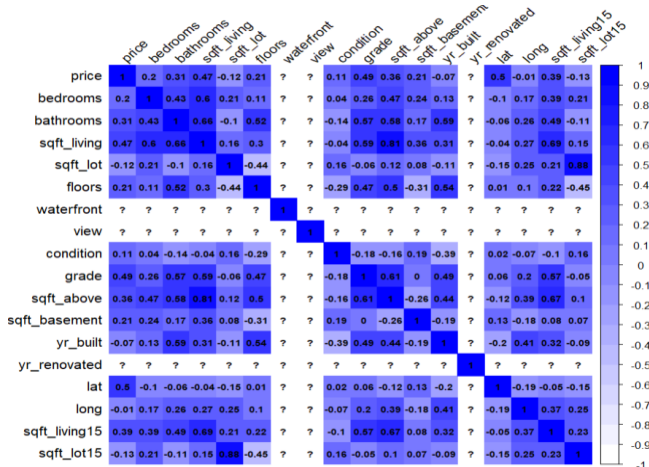 price bedrooms bathrooms sqft_living sqft_lot floors waterfront view condition grade sqft_above sqft_basement yr_built yr_renovated lat long sqft_living15 sqft_lot15
price 1 0.2 0.31 0.47 -0.12 0.21 ? ? 0.11 0.49 0.36 0.21 -0.07 ? 0.5 -0.01 0.39 -0.13
bedrooms 0.2 1 0.43 0.6 0.21 0.11 ? ? 0.04 0.26 0.47 0.24 0.13 ? -0.1 0.17 0.39 0.21
bathrooms 0.31 0.43 1 0.66 -0.1 0.52 ? ? -0.14 0.57 0.58 0.17 0.59 ? -0.06 0.26 0.49 -0.11
sqft_living 0.47 0.6 0.66 1 0.16 0.3 ? ? -0.04 0.59 0.81 0.36 0.31 ? -0.04 0.27 0.69 0.15
sqft_lot -0.12 0.21 -0.1 0.16 1 -0.44 ? ? 0.16 -0.06 0.12 0.08 -0.11 ? -0.15 0.25 0.21 0.88
floors 0.21 0.11 0.52 0.3 -0.44 1 ? ? -0.29 0.47 0.5 -0.31 0.54 ? 0.01 0.1 0.22 -0.45
waterfront ? ? ? ? ? ? 1 ? ? ? ? ? ? ? ? ? ? ?
view ? ? ? ? ? ? ? 1 ? ? ? ? ? ? ? ? ? ?
condition 0.11 0.04 -0.14 -0.04 0.16 -0.29 ? ? 1 -0.18 -0.16 0.19 -0.39 ? 0.02 -0.07 -0.1 0.16
grade 0.49 0.26 0.57 0.59 -0.06 0.47 ? ? -0.18 1 0.61 0 0.49 ? 0.06 0.2 0.57 -0.05
sqft_above 0.36 0.47 0.58 0.81 0.12 0.5 ? ? -0.16 0.61 1 -0.26 0.44 ? -0.12 0.39 0.67 0.1
sqft_basement 0.21 0.24 0.17 0.36 0.08 -0.31 ? ? 0.19 0 -0.26 1 -0.19 ? 0.13 -0.18 0.08 0.07
yr_built -0.07 0.13 0.59 0.31 -0.11 0.54 ? ? -0.39 0.49 0.44 -0.19 1 ? -0.2 0.41 0.32 -0.09
yr_renovated ? ? ? ? ? ? ? ? ? ? ? ? ? 1 ? ? ? ?
lat 0.5 -0.1 -0.06 -0.04 -0.15 0.01 ? ? 0.02 0.06 -0.12 0.13 -0.2 ? 1 -0.19 -0.05 -0.15
long -0.01 0.17 0.26 0.27 0.25 0.1 ? ? -0.07 0.2 0.39 -0.18 0.41 ? -0.19 1 0.37 0.25
sqft_living15 0.39 0.39 0.49 0.69 0.21 0.22 ? ? -0.1 0.57 0.67 0.08 0.32 ? -0.05 0.37 1 0.23
sqft_lot15 -0.13 0.21 -0.11 0.15 0.88 -0.45 ? ? 0.16 -0.05 0.1 0.07 -0.09 ? -0.15 0.25 0.23 1
1
0.9
0.8
0.7
0.6
0.5
0.4
0.3
0.2
0.1
0
-0.1
-0.2
-0.3
-0.4
-0.5
-0.6
-0.7
-0.8
-0.9
-1